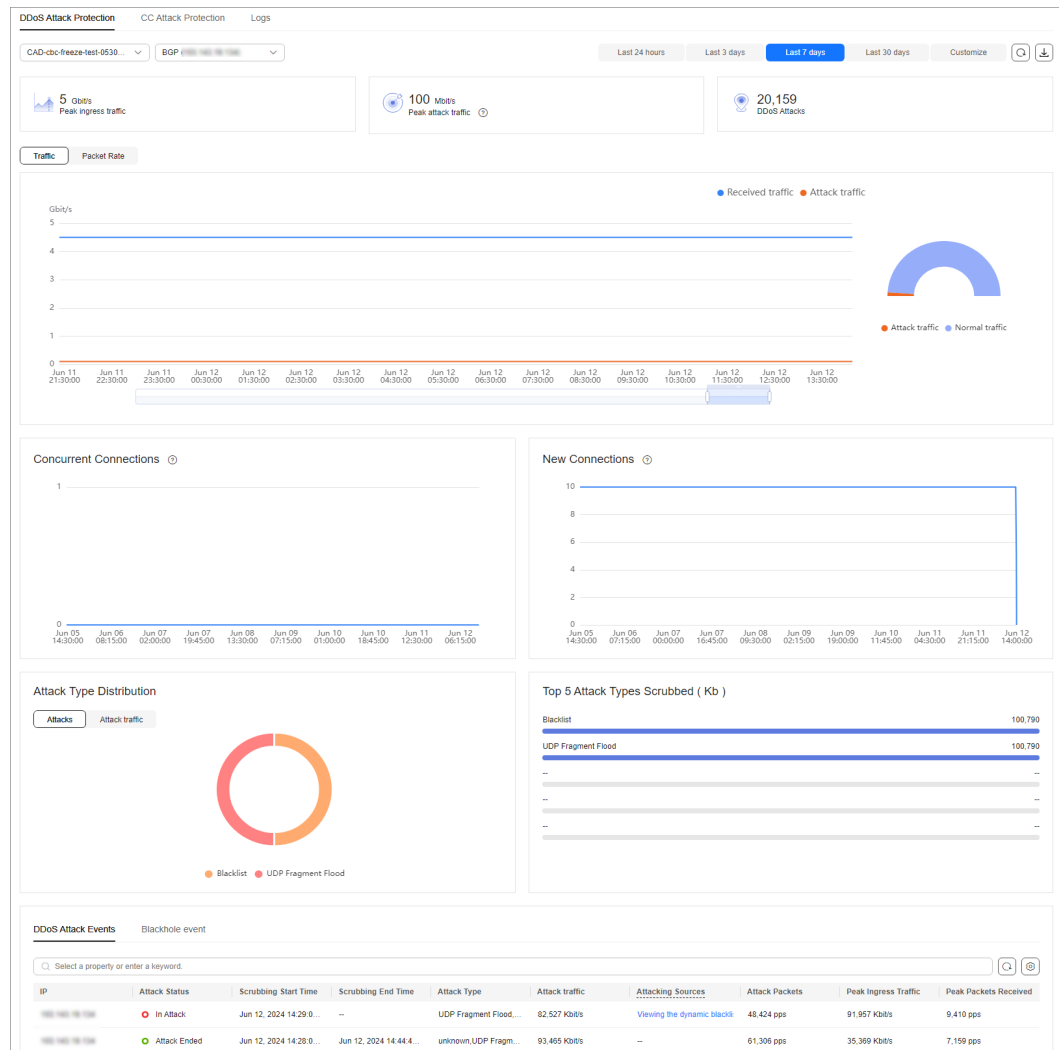 DDoS Attack Protection CC Attack Protection Logs
CAD-cbc-freeze-test-0530... BGP ( Last 24 hours Last 3 days Last 7 days Last 30 days Customize
5 Gbit/s
Peak ingress traffic
100 Mbit/s
Peak attack traffic ?
20,159
DDoS Attacks
Traffic Packet Rate
Received traffic Attack traffic
Gbit/s
5
4
3
2
1
0
Jun 11 21:30:00
Jun 11 22:30:00
Jun 11 23:30:00
Jun 12 00:30:00
Jun 12 01:30:00
Jun 12 02:30:00
Jun 12 03:30:00
Jun 12 04:30:00
Jun 12 05:30:00
Jun 12 06:30:00
Jun 12 07:30:00
Jun 12 08:30:00
Jun 12 09:30:00
Jun 12 10:30:00
Jun 12 11:30:00
Jun 12 12:30:00
Jun 12 13:30:00
Attack traffic Normal traffic
Concurrent Connections ?
1
0
Jun 05 14:30:00
Jun 06 08:15:00
Jun 07 02:00:00
Jun 07 19:45:00
Jun 08 13:30:00
Jun 09 07:15:00
Jun 10 01:00:00
Jun 10 18:45:00
Jun 11 12:30:00
Jun 12 06:15:00
New Connections ?
10
8
6
4
2
0
Jun 05 14:30:00
Jun 06 07:15:00
Jun 07 00:00:00
Jun 07 16:45:00
Jun 08 09:30:00
Jun 09 02:15:00
Jun 09 19:00:00
Jun 10 11:45:00
Jun 11 04:30:00
Jun 11 21:15:00
Jun 12 14:00:00
Attack Type Distribution
Attacks Attack traffic
Blacklist UDP Fragment Flood
Top 5 Attack Types Scrubbed ( Kb )
Blacklist 100,790
UDP Fragment Flood 100,790
-- --
-- --
-- --
DDoS Attack Events Blackhole event
Select a property or enter a keyword.
IP Attack Status Scrubbing Start Time Scrubbing End Time Attack Type Attack traffic Attacking Sources Attack Packets Peak Ingress Traffic Peak Packets Received
In Attack Jun 12, 2024 14:29:0... -- UDP Fragment Flood,... 82,527 Kbit/s Viewing the dynamic blackli 48,424 pps 91,957 Kbit/s 9,410 pps
Attack Ended Jun 12, 2024 14:28:0... Jun 12, 2024 14:44:4... unknown,UDP Fragm... 93,465 Kbit/s -- 61,306 pps 35,369 Kbit/s 7,159 pps